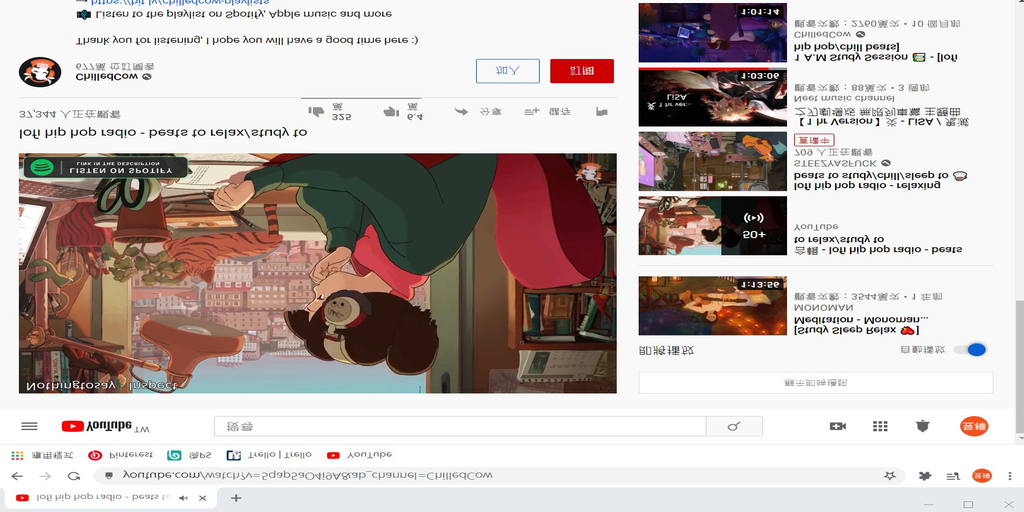 lofi hip hop radio - beats to
youtube.com/watch?v=5qap5aO4i9A&ab_channel=ChilledCow
應用程式 Pinterest Trello | Trello YouTube
YouTube TW
搜尋
Nothingtosay - Inspect
LISTEN ON SPOTIFY
LINK IN THE DESCRIPTION
lofi hip hop radio - beats to relax/study to
37,344 人正在觀看
325
6.4 萬
分享
儲存
ChilledCow
677萬 位訂閱者
加入
訂閱
Thank you for listening, I hope you will have a good time here :)
Listen to the playlist on Spotify, Apple music and more
→ https://bit.ly/chilledcow-playlists
顯示即時通訊
即將播放
自動播放
1:13:56
[Study Sleep Relax
Meditation - Monoman...
MONOMAN
觀看次數：3544萬次 • 1 年前
50+
合輯 - lofi hip hop radio - beats
to relax/study to
YouTube
lofi hip hop radio - relaxing
beats to study/chill/sleep to
STEEZYASFUCK
709 人正在觀看
直播中
炎 1 hr ver.
LiSA
1:03:06
【1 hr Version】炎 - LiSA / 鬼滅
之刃劇場版 無限列車篇 主題曲
Neet music channel
觀看次數：88萬次 • 3 週前
1:01:14
1 A.M Study Session - [lofi
hip hop/chill beats]
ChilledCow
觀看次數：2760萬次 • 10 個月前